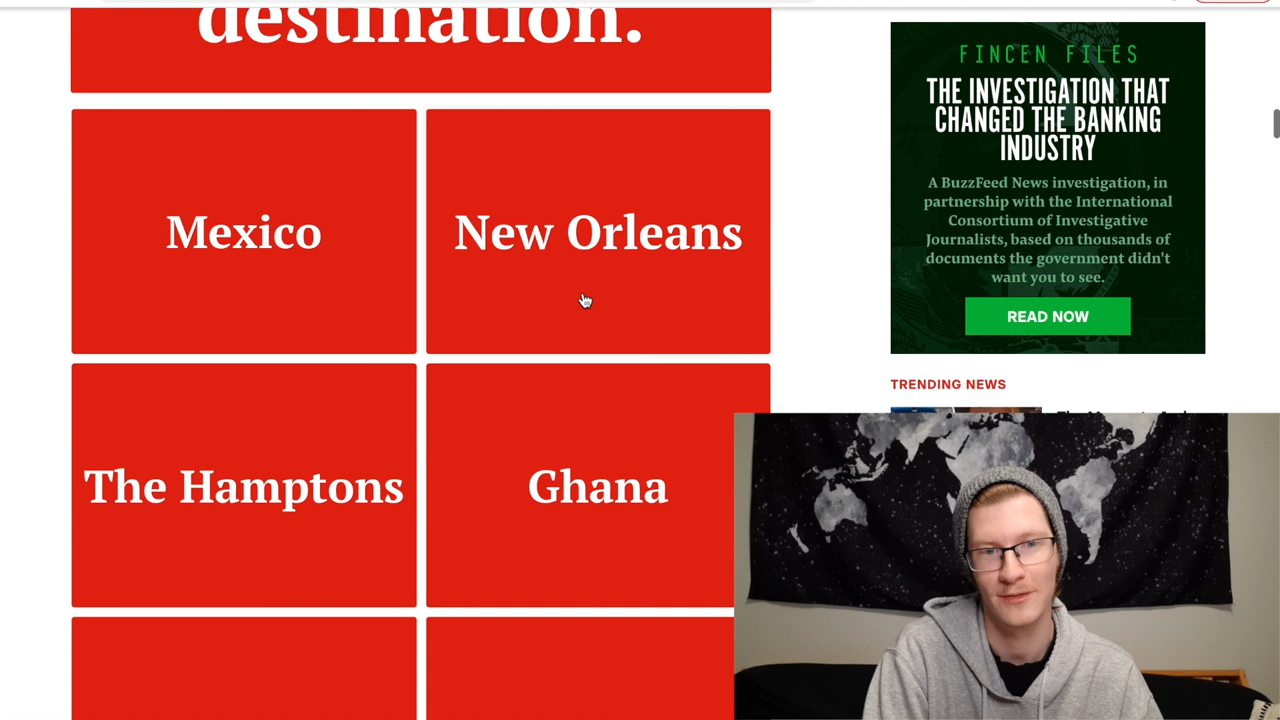 destination.
Mexico
New Orleans
The Hamptons
Ghana
FINCEN FILES
THE INVESTIGATION THAT
CHANGED THE BANKING
INDUSTRY
A BuzzFeed News investigation, in
partnership with the International
Consortium of Investigative
Journalists, based on thousands of
documents the government didn't
want you to see.
READ NOW
TRENDING NEWS